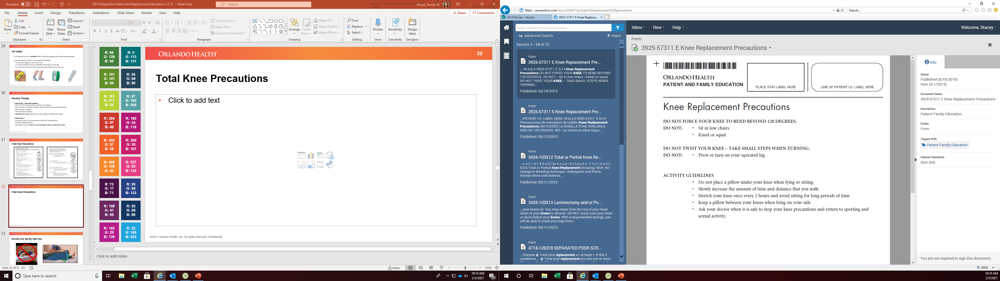 AutoSave Off
OH Preoperative Total Joint Replacement Education 2-2-21 - Read-Only
Search
Wood, Stacey W.
File Home Insert Design Transitions Animations Slide Show Review View Help
Share Comments
Paste
Cut
Copy
Format Painter
Clipboard
New Slide
Reuse Slides
Layout
Reset
Section
Slides
28
Font
Text Direction
Align Text
Convert to SmartArt
Paragraph
Arrange
Quick Styles
Shape Fill
Shape Outline
Shape Effects
Drawing
Find
Replace
Select
Editing
Dictate
Voice
Sensitivity
Sensitivity
Design Ideas
Designer
29
Fall Safety
30
Physical Therapy
31
Total Hip Precautions
32
Total Knee Precautions
33
Elevate your leg the right way
R: 66 G: 128 B: 60
R: 0 G: 113 B: 121
R: 107 G: 141 B: 56
R: 36 G: 68 B: 90
R: 181 G: 211 B: 52
R: 87 G: 162 B: 265
R: 204 G: 57 B: 45
R: 180 G: 24 B: 118
R: 242 G: 97 B: 38
R: 200 G: 30 B: 107
R: 246 G: 136 B: 43
R: 227 G: 62 B: 133
R: 73 G: 17 B: 71
R: 39 G: 65 B: 133
R: 108 G: 41 B: 95
R: 20 G: 55 B: 98
R: 182 G: 29 B: 139
R: 32 G: 165 B: 222
ORLANDO HEALTH
32
Total Knee Precautions
• Click to add text
©2021 Orlando Health, Inc. All rights reserved. Confidential.
Click to add notes
Slide 32 of 0 .. 49
Notes
105%
Type here to search
10:10 AM
2/3/2021
20
https://powerdms.com/docs/618607?q=knee%20replacement%20precautions
Search...
OH Policies - Home
3925-57311 E Knee Replace...
knee replacement precautions
Advanced Search
Unpin
Results 1 - 10 of 10
Form
3925-57311 E Knee Replacement Pre...
...78.6/5.5 3925-57311 E 3/13 Knee Replacement
Precautions DO NOT FORCE YOUR KNEE TO BEND BEYOND
120 DEGREES. DO NOT: • Sit in low chairs • Kneel or squat
DO NOT TWIST YOUR KNEE – TAKE SMALL STEPS WHEN
TURNING...
Published: 06/18/2015
Form
3925-57311 S Knee Replacement Pre...
...PATIENT I.D. LABEL HERE 78.6/5.5 3925-57311 S 3/13
Precauciones de reemplazo de rodilla (Knee Replacement
Precautions) NO FUERCE LA RODILLA PARA DOBLARLA
MÁS DE 120 GRADOS. NO: • se siente en sillas bajas...
Published: 06/12/2015
Form
3434-103512 Total or Partial Knee Re...
...n n n 1 4 1 4 K u h l A v e n u e • O r l a n d o , F l o r i d a 3 2
8 0 6 Total or Partial Knee Replacement Dressing: Shirt: No
change in dressing technique. Underpants and Pants:
Always dress and undress...
Published: 06/11/2015
Form
3434-103513 Laminectomy and or Po...
...your brace on. You may reach from the top of your head
down to your knees to shower. DO NOT reach over your head
or down below your knees. With a long-handled sponge, you
will be able to wash your legs from...
Published: 06/11/2015
Form
4718-126378 SEPARATED PDSR SCR...
...fracture � Total joint replacement w/ at least 1 of the 3
conditions... � Total joint replacement pts who are at least
Inbox New Help
Welcome, Stacey
Form
3925-57311 E Knee Replacement Precautions
ORLANDO HEALTH
PATIENT AND FAMILY EDUCATION
PLACE STAT LABEL HERE
LINE UP PATIENT I.D. LABEL HERE
Knee Replacement Precautions
DO NOT FORCE YOUR KNEE TO BEND BEYOND 120 DEGREES.
DO NOT: • Sit in low chairs
• Kneel or squat
DO NOT TWIST YOUR KNEE – TAKE SMALL STEPS WHEN TURNING.
DO NOT: • Pivot or turn on your operated leg.
ACTIVITY GUIDELINES
• Do not place a pillow under your knee when lying or sitting
• Slowly increase the amount of time and distance that you walk
• Stretch your knee once every 2 hours and avoid sitting for long periods of time
• Keep a pillow between your knees when lying on your side
• Ask your doctor when it is safe to stop your knee precautions and return to sporting and
sexual activity.
Info
Status
Published (6/18/2015)
New (3/1/2013)
Document Name
3925-57311 E Knee Replacement Precautions
Description
Patient Family Education
Folder
Form
Tagged With
Patient Family Education
Related Standards
(Not Set)
You are not required to sign this document.
100%
10:10 AM
2/3/2021